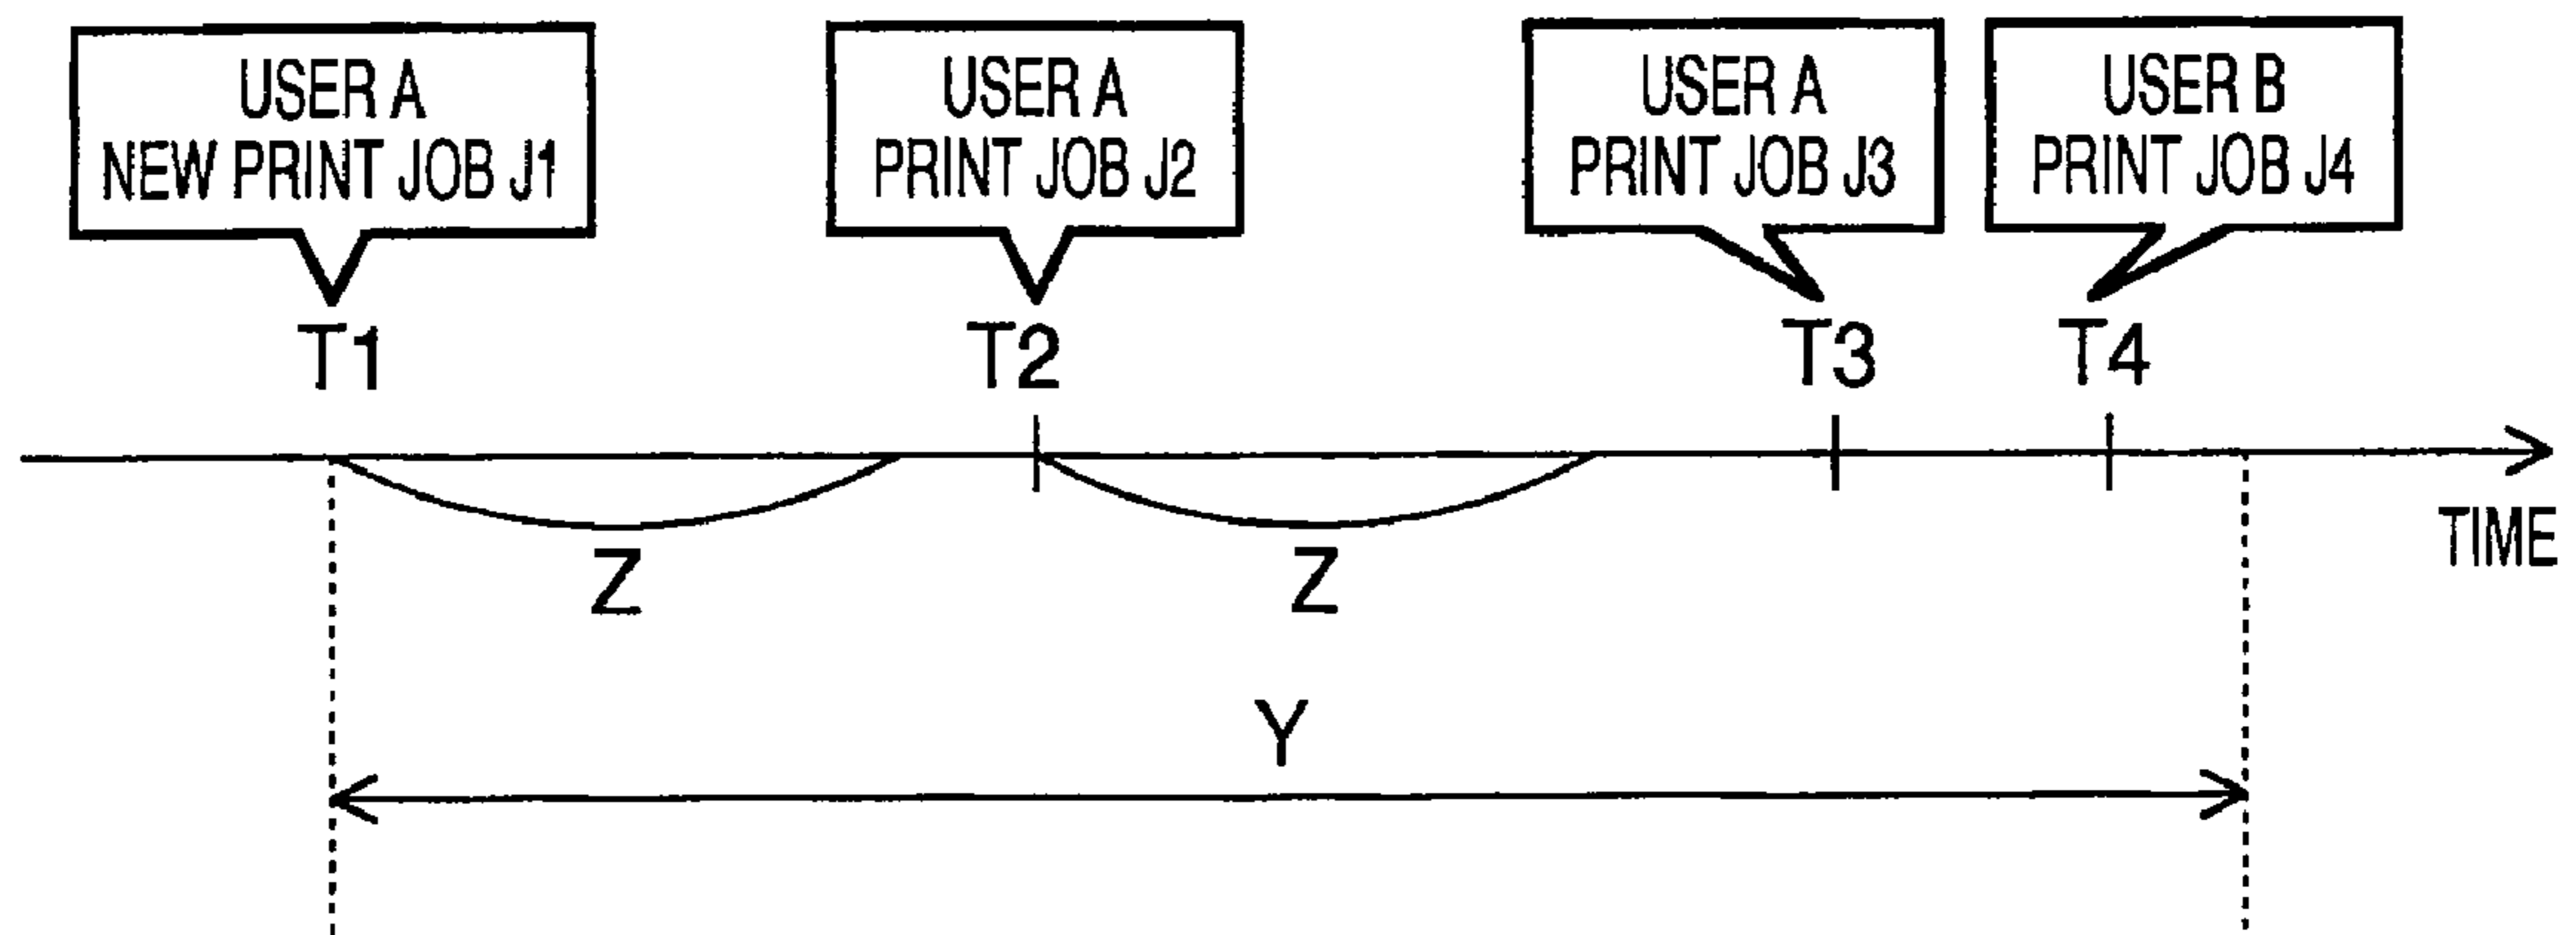 USER A
NEW PRINT JOB J1
USER A
PRINT JOB J2
USER A
PRINT JOB J3
USER B
PRINT JOB J4
T1
T2
T3
T4
TIME
Z
Z
Y